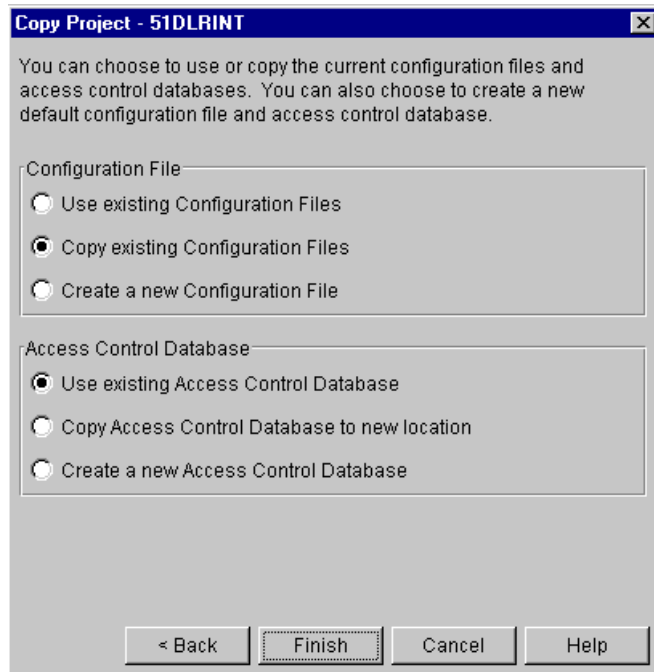 Copy Project - 51DLRINT
You can choose to use or copy the current configuration files and
access control databases. You can also choose to create a new
default configuration file and access control database.
Configuration File
Use existing Configuration Files
Copy existing Configuration Files
Create a new Configuration File
Access Control Database
Use existing Access Control Database
Copy Access Control Database to new location
Create a new Access Control Database
< Back Finish Cancel Help